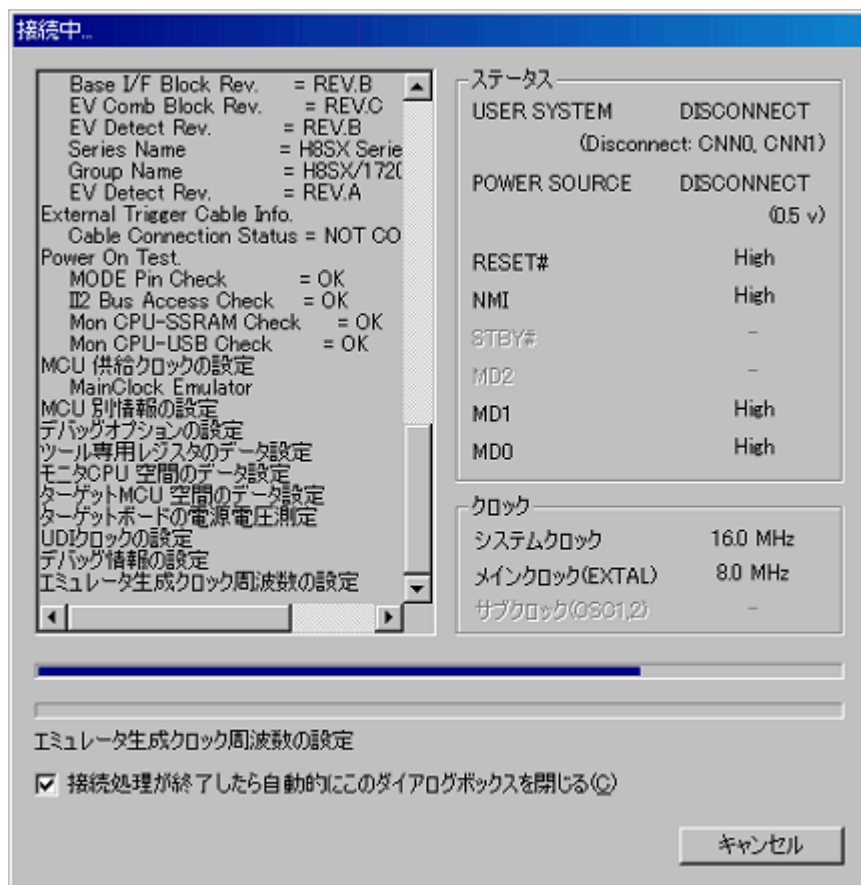 接続中...
Base I/F Block Rev. = REV.B
EV Comb Block Rev. = REV.C
EV Detect Rev. = REV.B
Series Name = H8SX Serie
Group Name = H8SX/172(
EV Detect Rev. = REV.A
External Trigger Cable Info.
Cable Connection Status = NOT CO
Power On Test.
MODE Pin Check = OK
II2 Bus Access Check = OK
Mon CPU-SSRAM Check = OK
Mon CPU-USB Check = OK
MCU 供給クロックの設定
MainClock Emulator
MCU 別情報の設定
デバッグオプションの設定
ツール専用レジスタのデータ設定
モニタCPU 空間のデータ設定
ターゲットMCU 空間のデータ設定
ターゲットボードの電源電圧測定
UDIクロックの設定
デバッグ情報の設定
エミュレータ生成クロック周波数の設定
ステータス
USER SYSTEM DISCONNECT
(Disconnect: CNN0, CNN1)
POWER SOURCE DISCONNECT
(0.5 v)
RESET# High
NMI High
STBY# -
MD2 -
MD1 High
MD0 High
クロック
システムクロック 16.0 MHz
メインクロック(EXTAL) 8.0 MHz
サブクロック(OSC1,2) -
エミュレータ生成クロック周波数の設定
接続処理が終了したら自動的にこのダイアログボックスを閉じる(C)
キャンセル